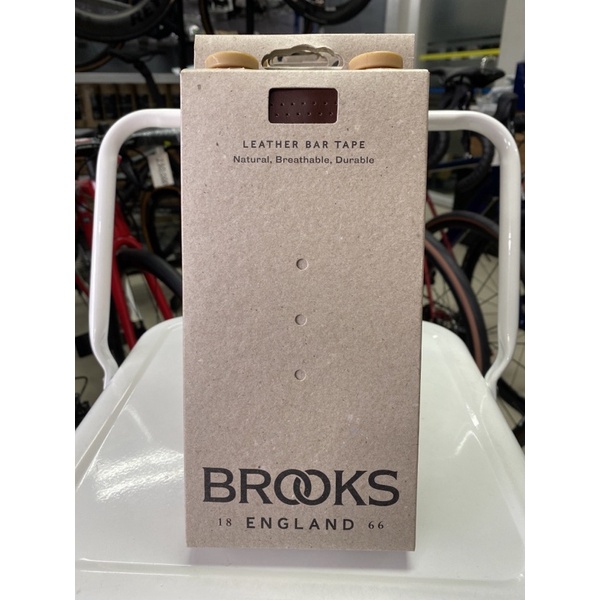 LEATHER BAR TAPE
Natural, Breathable, Durable
BROOKS
18 ENGLAND 66